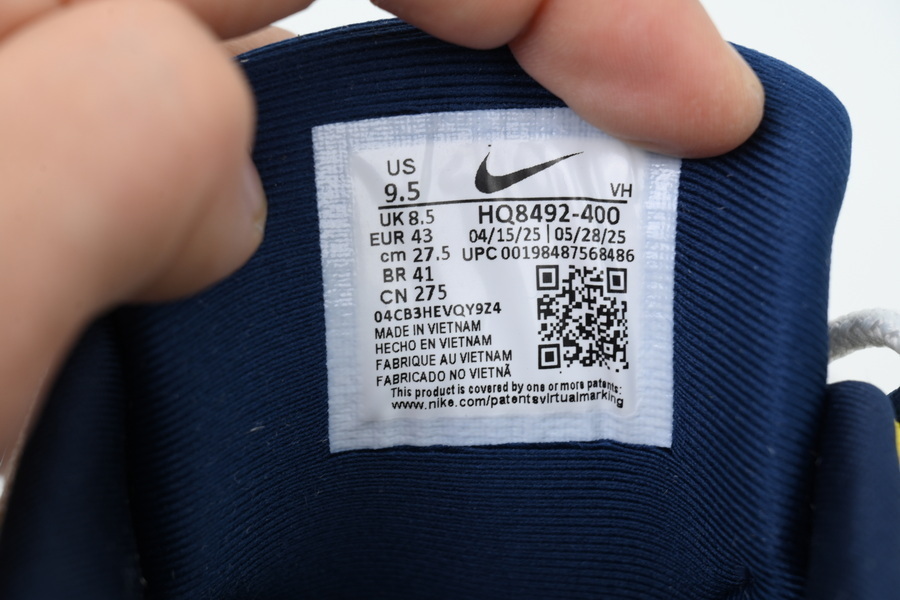 US
9.5
VH
UK 8.5
HQ8492-400
EUR 43
04/15/25 | 05/28/25
cm 27.5
UPC 00198487568486
BR 41
CN 275
04CB3HEVQY9Z4
MADE IN VIETNAM
HECHO EN VIETNAM
FABRIQUE AU VIETNAM
FABRICADO NO VIETNÃ
This product is covered by one or more patents:
www.nike.com/patentsvirtualmarking